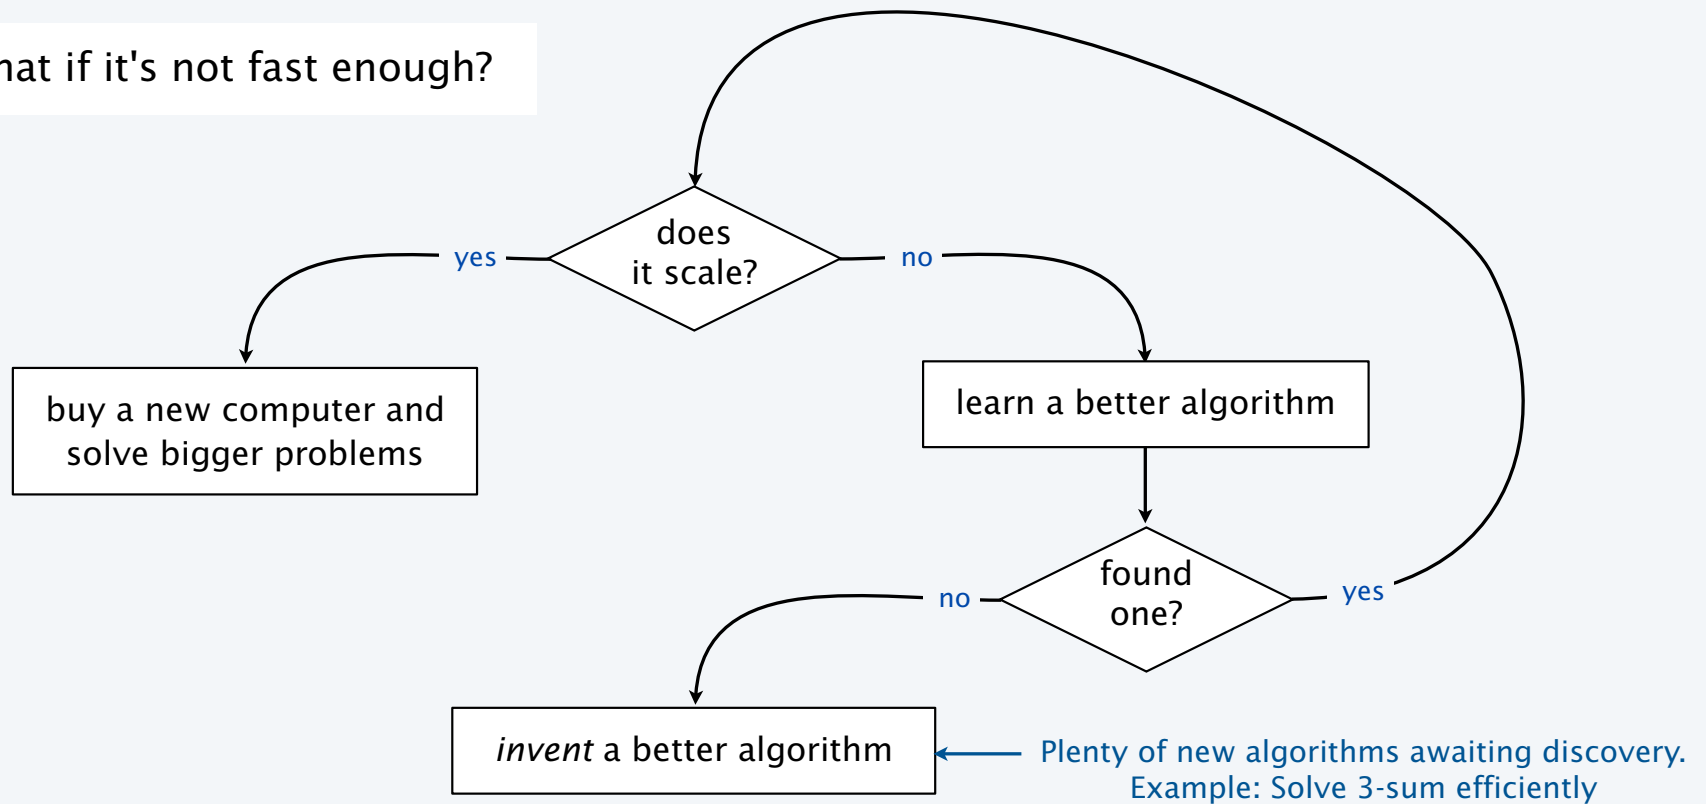 hat if it's not fast enough?
does
it scale?
yes
no
buy a new computer and
solve bigger problems
learn a better algorithm
found
one?
no
yes
invent a better algorithm
Plenty of new algorithms awaiting discovery.
Example: Solve 3-sum efficiently